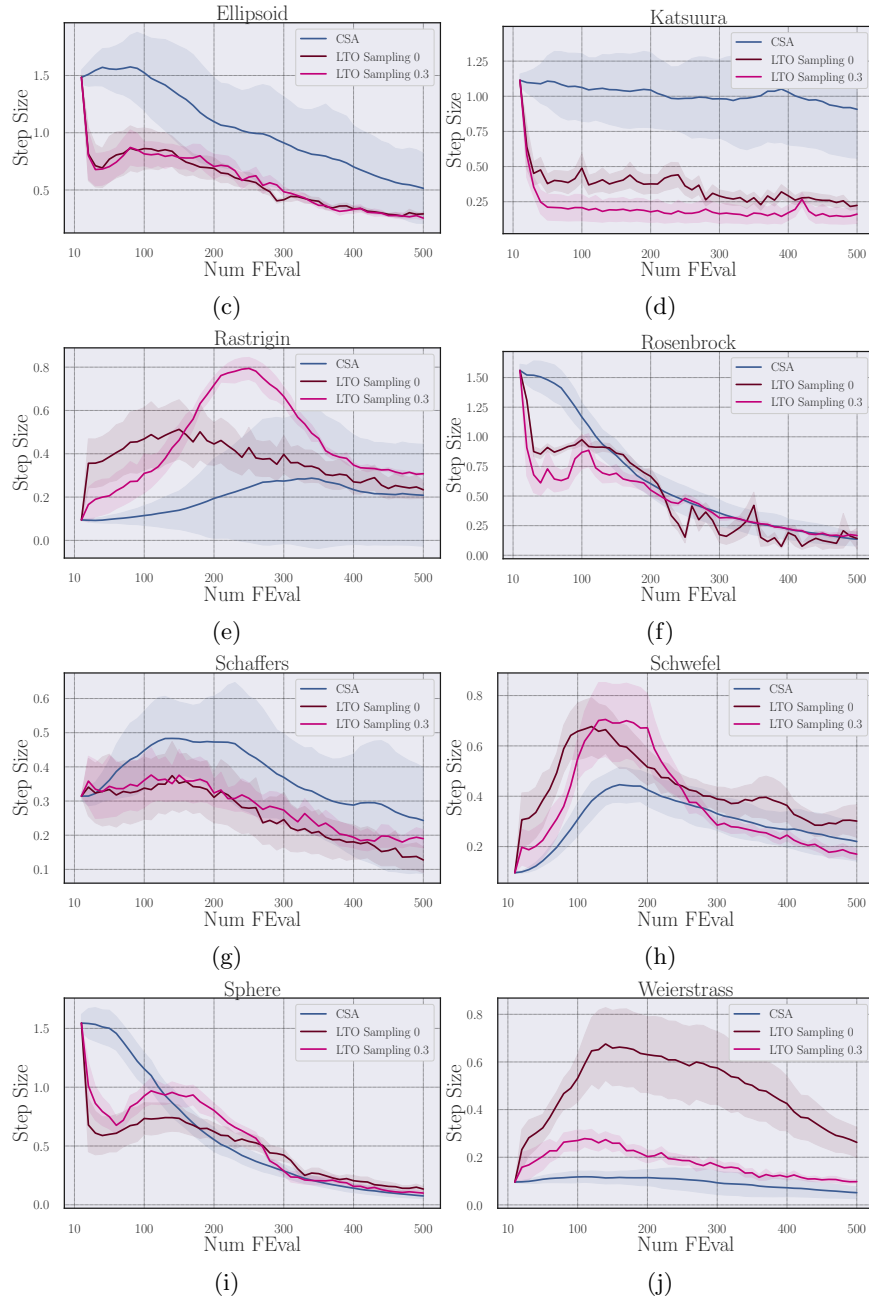 Ellipsoid
CSA
LTO Sampling 0
LTO Sampling 0.3
Step Size
1.5
1.0
0.5
10 100 200 300 400 500
Num FEval
(c)
Katsuura
CSA
LTO Sampling 0
LTO Sampling 0.3
Step Size
1.25
1.00
0.75
0.50
0.25
10 100 200 300 400 500
Num FEval
(d)
Rastrigin
CSA
LTO Sampling 0
LTO Sampling 0.3
Step Size
0.8
0.6
0.4
0.2
0.0
10 100 200 300 400 500
Num FEval
(e)
Rosenbrock
CSA
LTO Sampling 0
LTO Sampling 0.3
Step Size
1.50
1.25
1.00
0.75
0.50
0.25
0.00
10 100 200 300 400 500
Num FEval
(f)
Schaffers
CSA
LTO Sampling 0
LTO Sampling 0.3
Step Size
0.6
0.5
0.4
0.3
0.2
0.1
10 100 200 300 400 500
Num FEval
(g)
Schwefel
CSA
LTO Sampling 0
LTO Sampling 0.3
Step Size
0.8
0.6
0.4
0.2
10 100 200 300 400 500
Num FEval
(h)
Sphere
CSA
LTO Sampling 0
LTO Sampling 0.3
Step Size
1.5
1.0
0.5
0.0
10 100 200 300 400 500
Num FEval
(i)
Weierstrass
CSA
LTO Sampling 0
LTO Sampling 0.3
Step Size
0.8
0.6
0.4
0.2
0.0
10 100 200 300 400 500
Num FEval
(j)